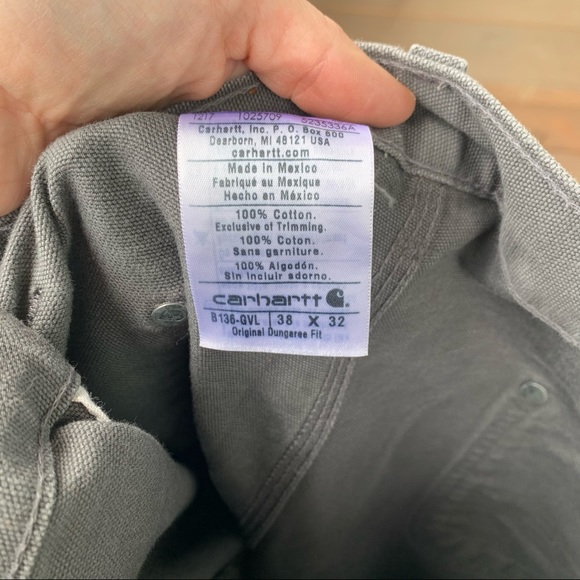 1217 1025709 0235336A
Carhartt, Inc. P. O. Box 600
Dearborn, MI 48121 USA
carhartt.com
Made in Mexico
Fabriqué au Mexique
Hecho en México
100% Cotton.
Exclusive of Trimming.
100% Coton.
Sans garniture.
100% Algodón.
Sin incluir adorno.
carhartt
B136-GVL | 38 X 32
Original Dungaree Fit